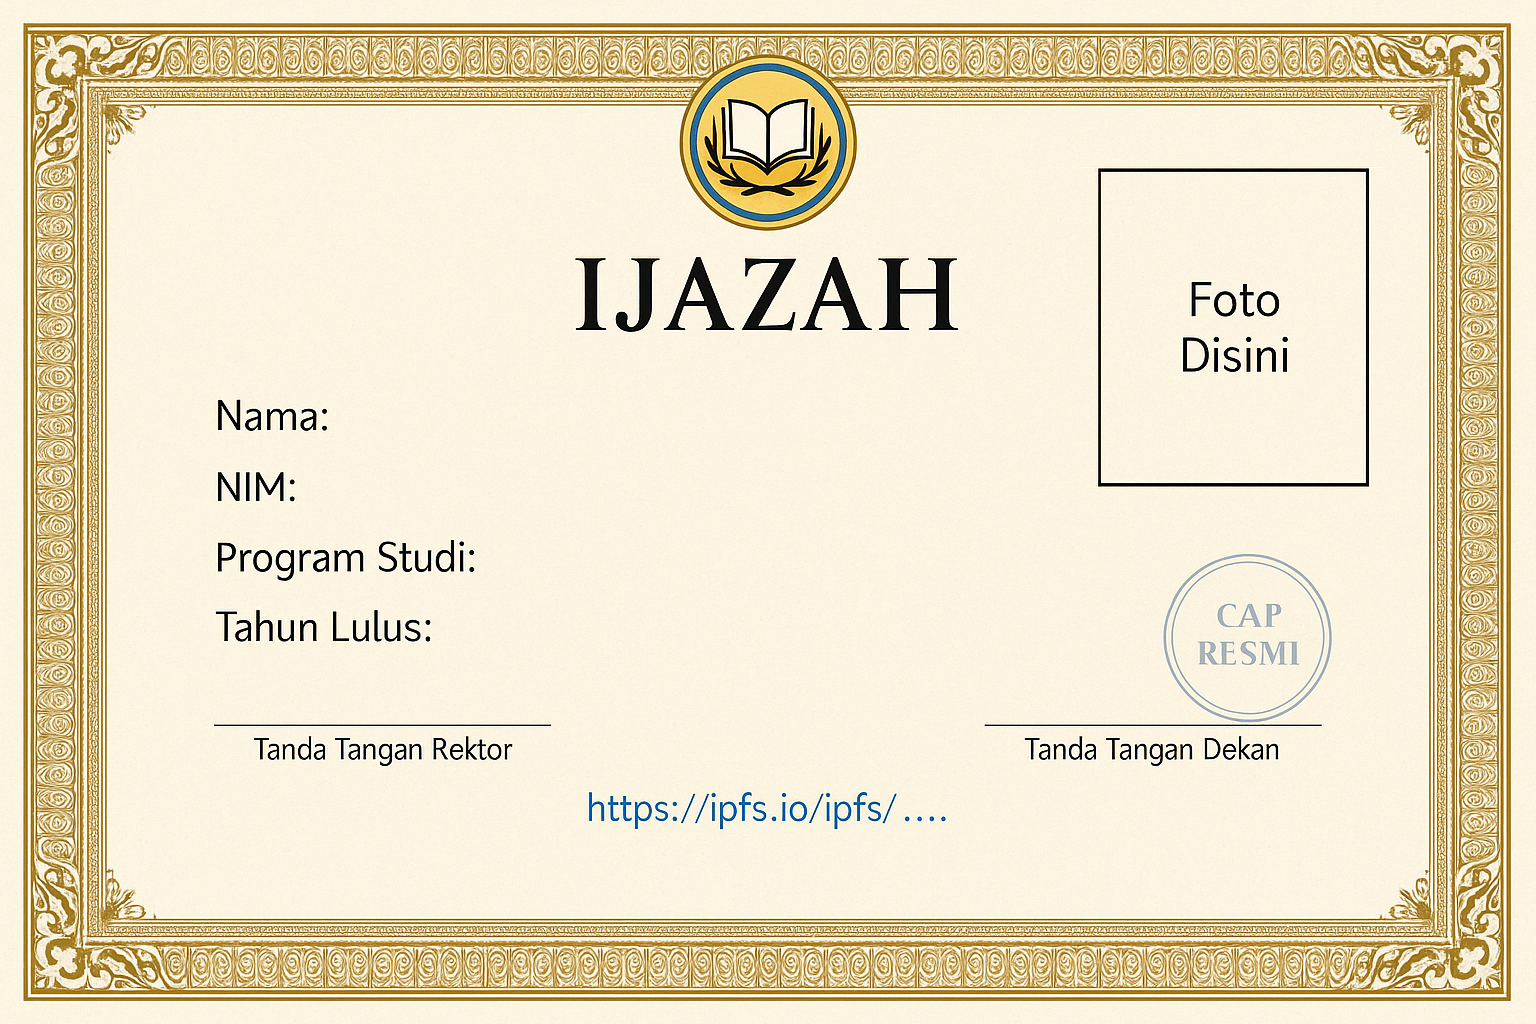 IJAZAH
Foto
Disini
Nama:
NIM:
Program Studi:
Tahun Lulus:
CAP
RESMI
Tanda Tangan Rektor
Tanda Tangan Dekan
https://ipfs.io/ipfs/....